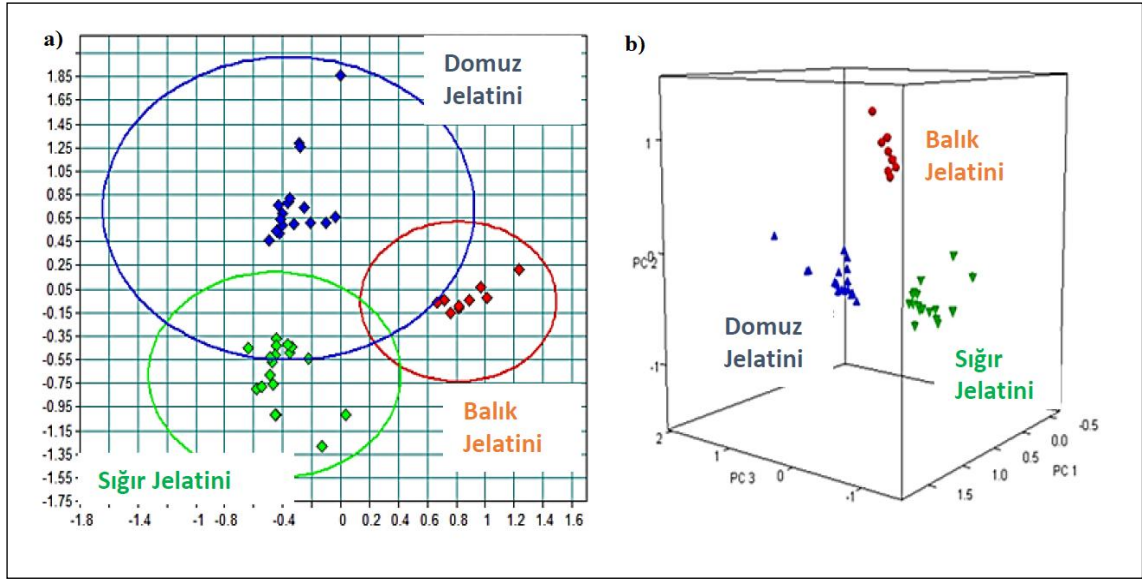 a)
Domuz
Jelatini
1.85
1.65
1.45
1.25
1.05
0.85
0.65
0.45
0.25
0.05
-0.15
-0.35
-0.55
-0.75
-0.95
-1.15
-1.35
-1.55
-1.75
Balık
Jelatini
Sığır Jelatini
-1.8 -1.2 -0.8 -0.4 0 0.2 0.4 0.6 0.8 1 1.2 1.4 1.6
b)
Balık
Jelatini
Domuz
Jelatini
Sığır
Jelatini
1
0
PC 2
-1
2
1
0
-1
PC 3
1.5
1.0
0.5
0.0
-0.5
PC 1